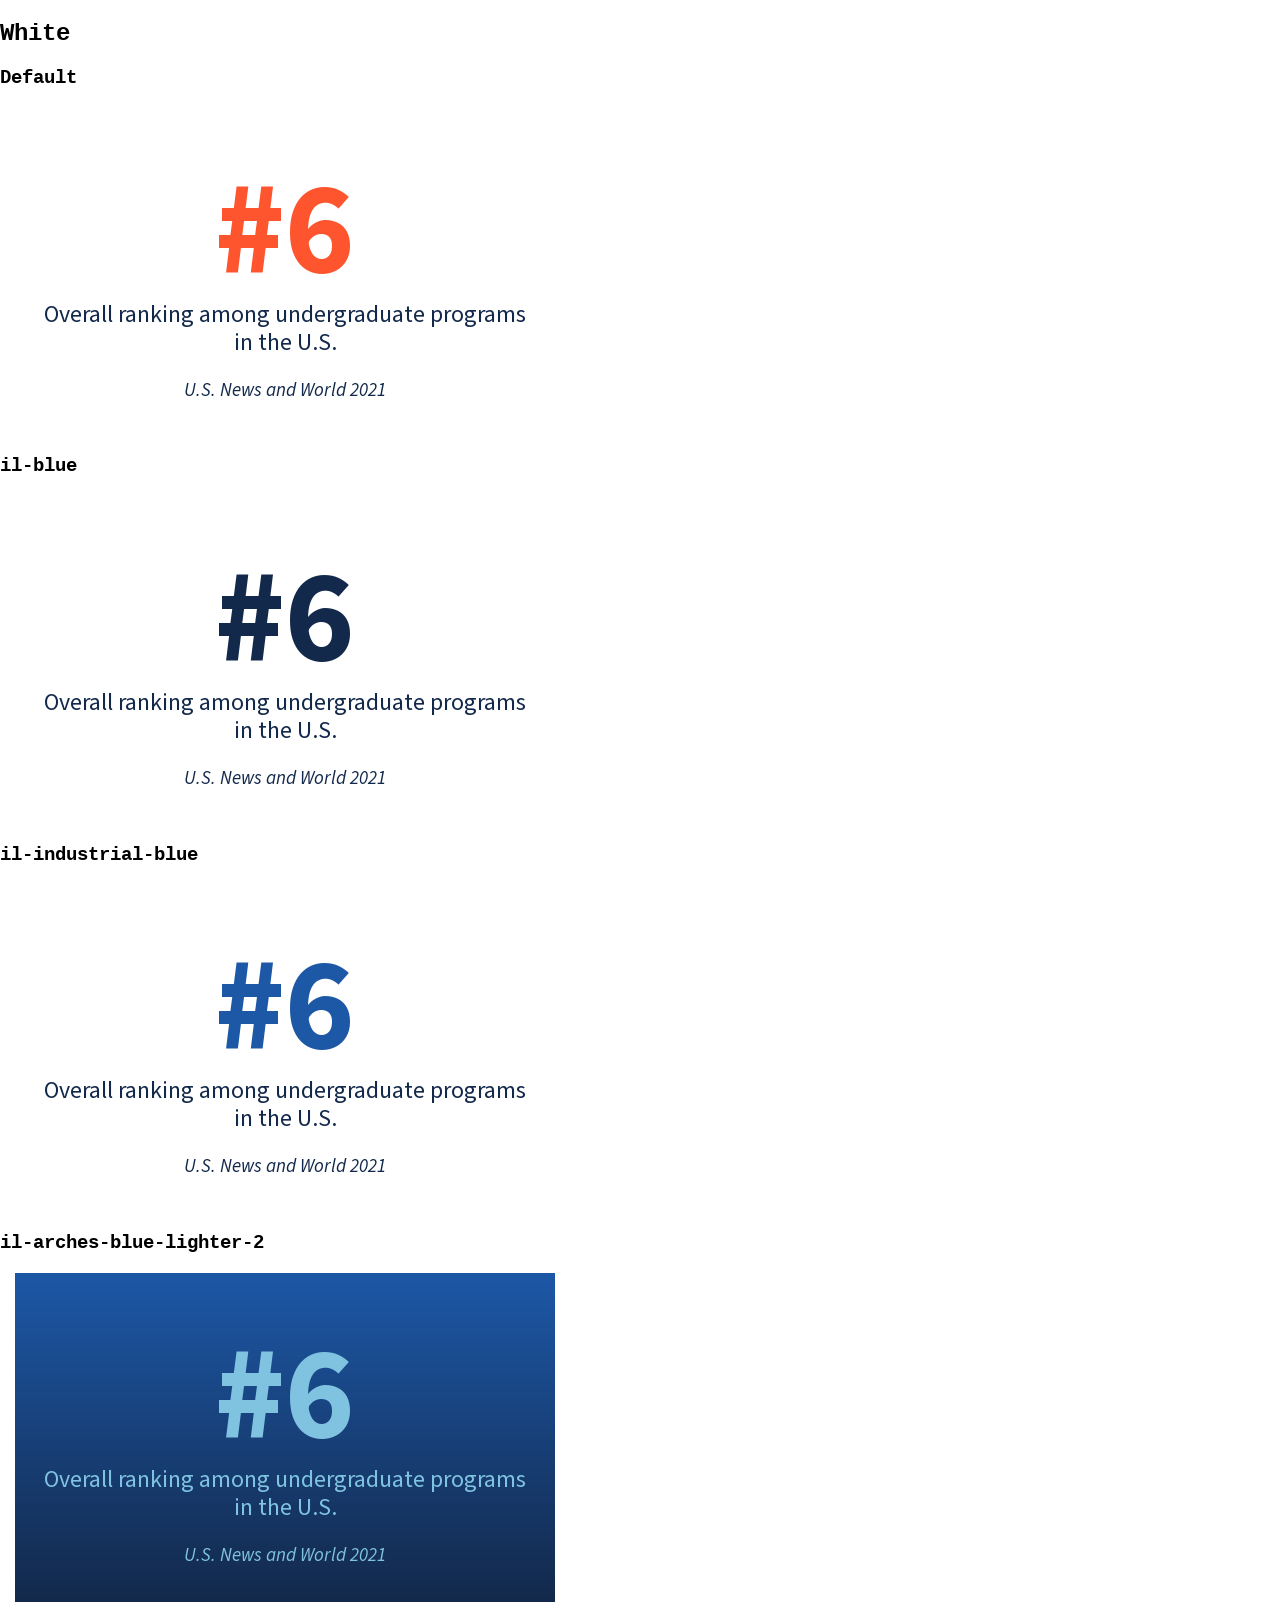 White
Default
#6
Overall ranking among undergraduate programs
in the U.S.
U.S. News and World 2021
il-blue
#6
Overall ranking among undergraduate programs
in the U.S.
U.S. News and World 2021
il-industrial-blue
#6
Overall ranking among undergraduate programs
in the U.S.
U.S. News and World 2021
il-arches-blue-lighter-2
#6
Overall ranking among undergraduate programs
in the U.S.
U.S. News and World 2021